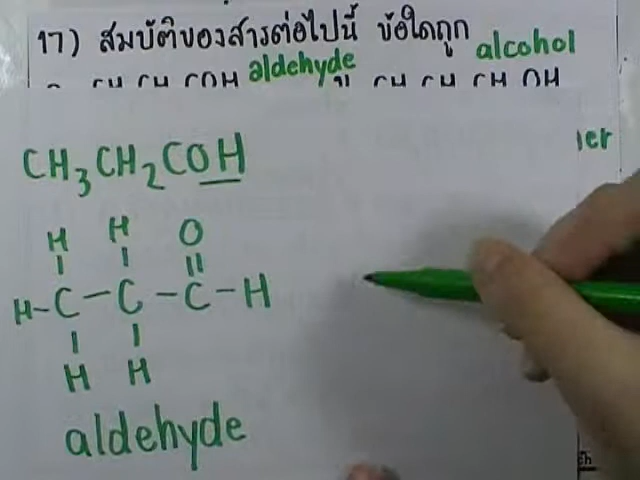 17) สมบัติของสารต่อไปนี้ ข้อใดถูก alcohol
aldehyde
CH3CH2COH
H H O
H-C-C-C-H
H H
aldehyde